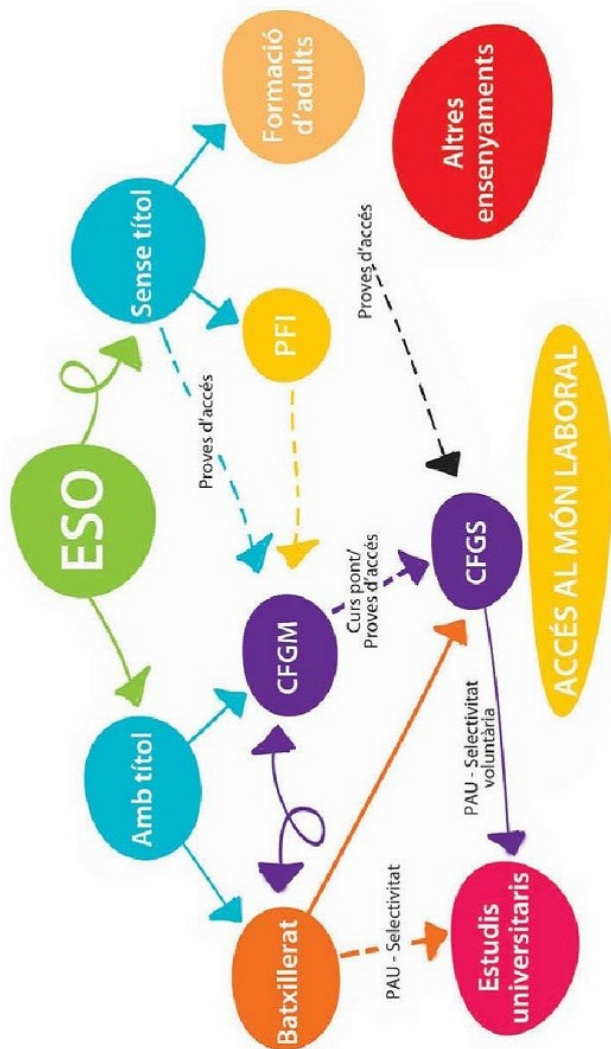 ESO
Amb títol
Sense títol
Proves d'accés
Batxillerat
CFGM
PFI
Formació
d'adults
PAU - Selectivitat
Curs pont/
Proves d'accés
Proves d'accés
Estudis
universitaris
PAU - Selectivitat
voluntària
CFGS
Altres
ensenyaments
ACCÉS AL MÓN LABORAL